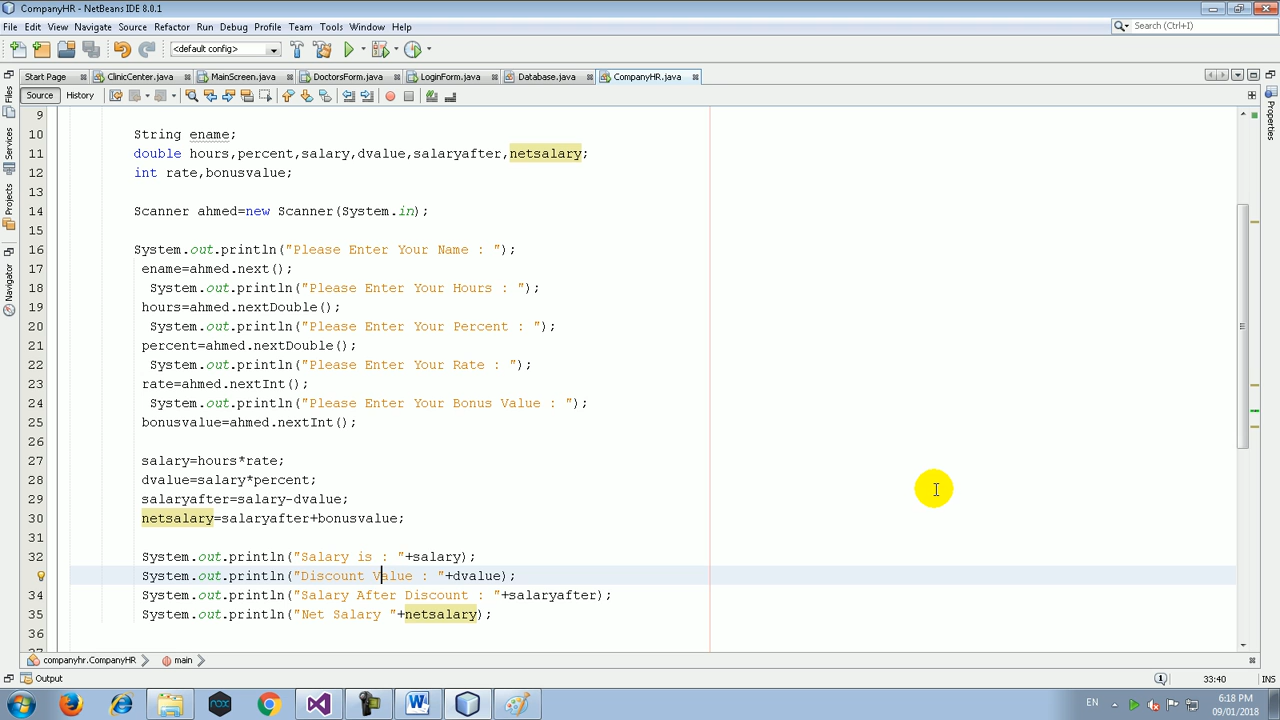 CompanyHR - NetBeans IDE 8.0.1
File Edit View Navigate Source Refactor Run Debug Profile Team Tools Window Help
Search (Ctrl+I)
<default config>
Start Page ClinicCenter.java MainScreen.java DoctorsForm.java LoginForm.java Database.java CompanyHR.java
Source History
Files
Services
Projects
Navigator
Properties
9
10 String ename;
11 double hours,percent,salary,dvalue,salaryafter,netsalary;
12 int rate,bonusvalue;
13
14 Scanner ahmed=new Scanner(System.in);
15
16 System.out.println("Please Enter Your Name : ");
17 ename=ahmed.next();
18 System.out.println("Please Enter Your Hours : ");
19 hours=ahmed.nextDouble();
20 System.out.println("Please Enter Your Percent : ");
21 percent=ahmed.nextDouble();
22 System.out.println("Please Enter Your Rate : ");
23 rate=ahmed.nextInt();
24 System.out.println("Please Enter Your Bonus Value : ");
25 bonusvalue=ahmed.nextInt();
26
27 salary=hours*rate;
28 dvalue=salary*percent;
29 salaryafter=salary-dvalue;
30 netsalary=salaryafter+bonusvalue;
31
32 System.out.println("Salary is : "+salary);
33 System.out.println("Discount Value : "+dvalue);
34 System.out.println("Salary After Discount : "+salaryafter);
35 System.out.println("Net Salary "+netsalary);
36
companyhr.CompanyHR main
Output
1 33:40 INS
nox
EN 6:18 PM
09/01/2018